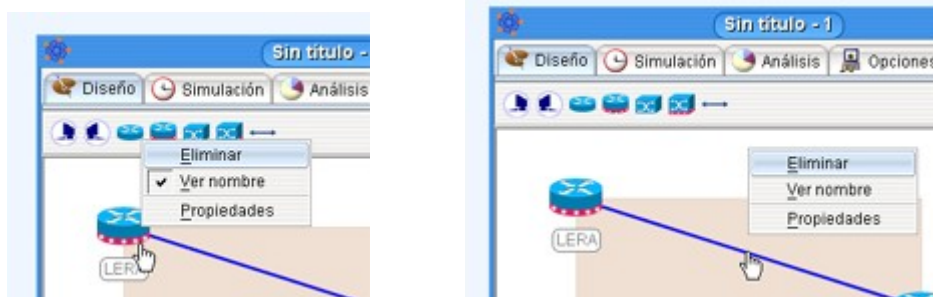 Sin título -
Diseño Simulación Análisis
Eliminar
Ver nombre
Propiedades
LERA
Sin título - 1
Diseño Simulación Análisis Opciones
Eliminar
Ver nombre
Propiedades
LERA